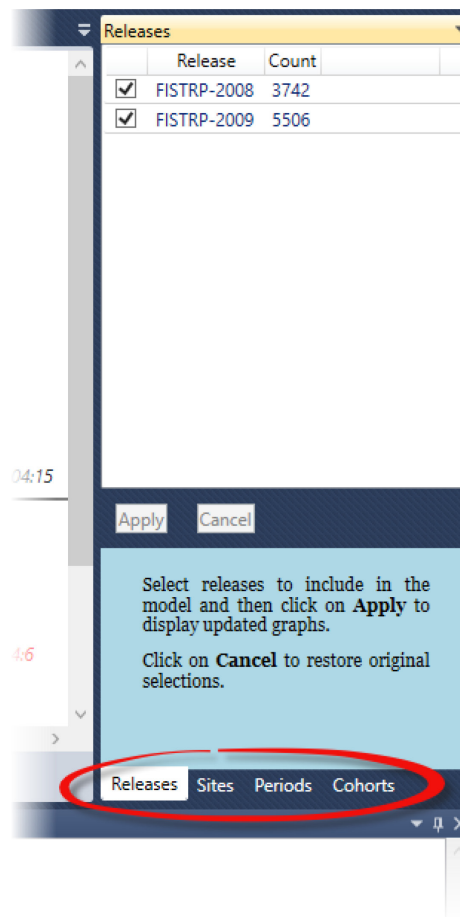 Releases
Release Count
FISTRP-2008 3742
FISTRP-2009 5506
04:15
Apply Cancel
Select releases to include in the
model and then click on Apply to
display updated graphs.
4:6
Click on Cancel to restore original
selections.
Releases Sites Periods Cohorts